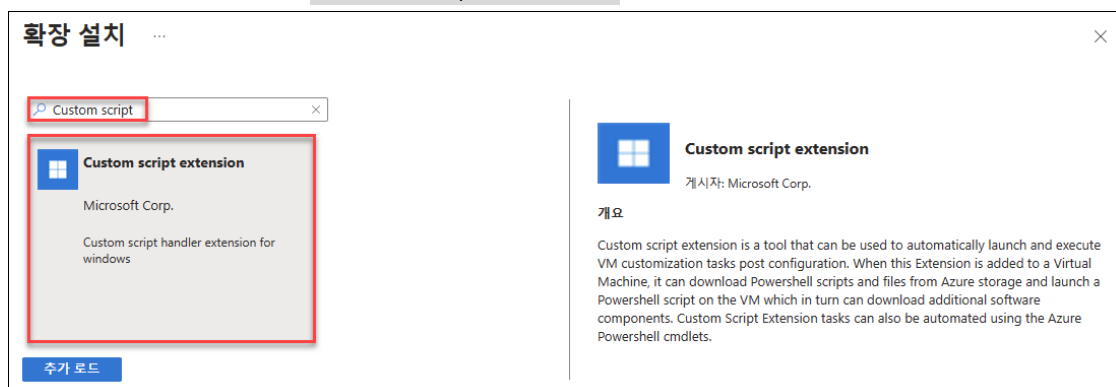 확장 설치 ...
Custom script
Custom script extension
Microsoft Corp.
Custom script handler extension for
windows
추가 로드
Custom script extension
게시자: Microsoft Corp.
개요
Custom script extension is a tool that can be used to automatically launch and execute
VM customization tasks post configuration. When this Extension is added to a Virtual
Machine, it can download Powershell scripts and files from Azure storage and launch a
Powershell script on the VM which in turn can download additional software
components. Custom Script Extension tasks can also be automated using the Azure
Powershell cmdlets.